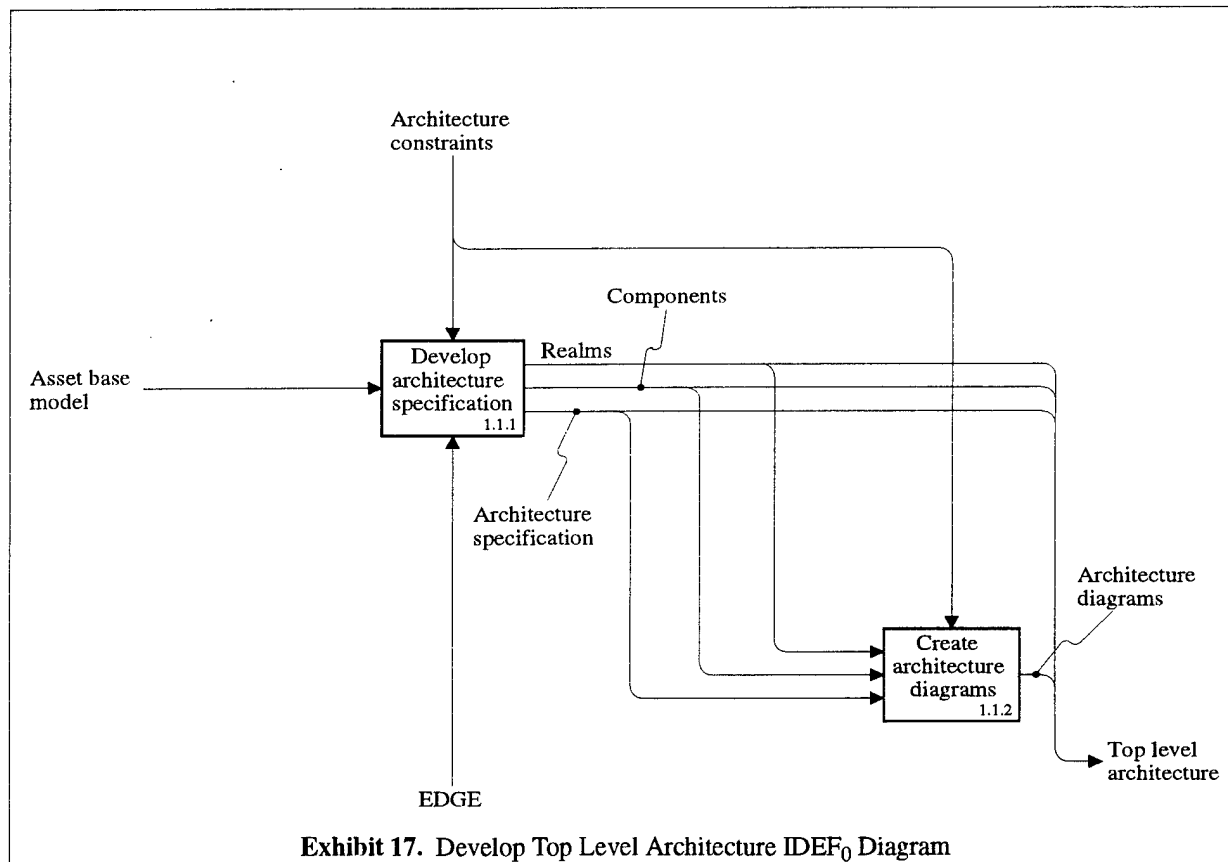 Architecture
constraints
Components
Realms
Develop
architecture
specification
1.1.1
Asset base
model
Architecture
specification
Architecture
diagrams
Create
architecture
diagrams
1.1.2
Top level
architecture
EDGE
Exhibit 17. Develop Top Level Architecture IDEF0 Diagram